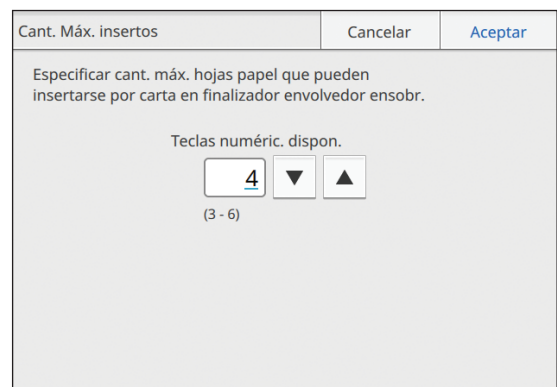 Cant. Máx. insertos
Cancelar
Aceptar
Especificar cant. máx. hojas papel que pueden
insertarse por carta en finalizador envolvedor ensobr.
Teclas numéric. dispon.
4
(3 - 6)